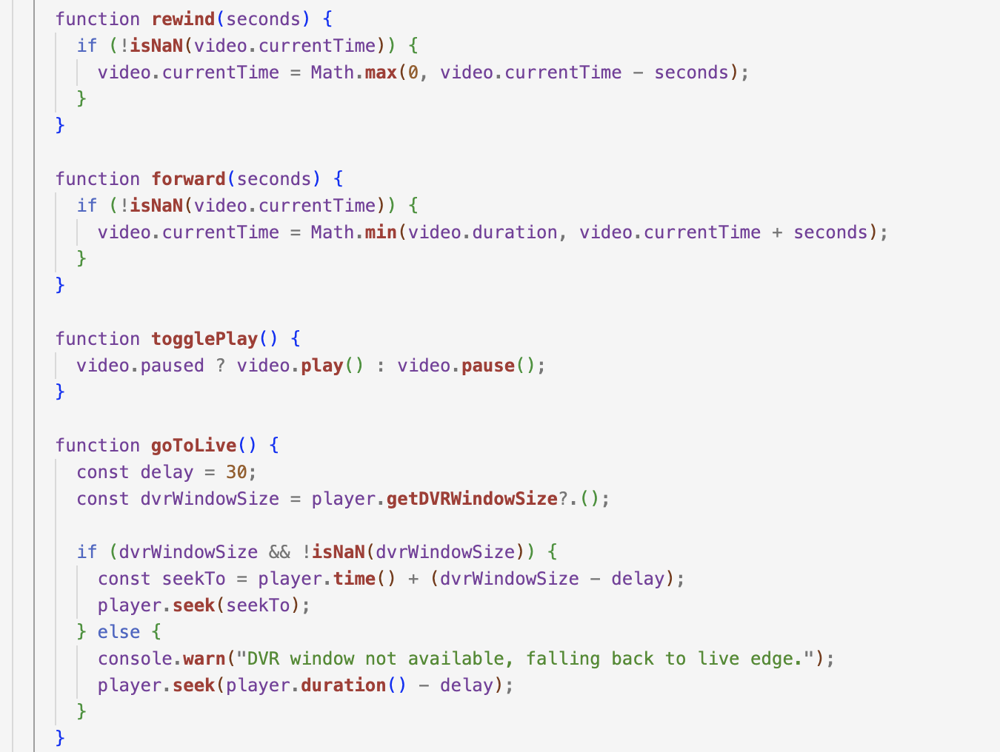 function rewind(seconds) {
  if (!isNaN(video.currentTime)) {
    video.currentTime = Math.max(0, video.currentTime - seconds);
  }
}

function forward(seconds) {
  if (!isNaN(video.currentTime)) {
    video.currentTime = Math.min(video.duration, video.currentTime + seconds);
  }
}

function togglePlay() {
  video.paused ? video.play() : video.pause();
}

function goToLive() {
  const delay = 30;
  const dvrWindowSize = player.getDVRWindowSize?.();

  if (dvrWindowSize && !isNaN(dvrWindowSize)) {
    const seekTo = player.time() + (dvrWindowSize - delay);
    player.seek(seekTo);
  } else {
    console.warn("DVR window not available, falling back to live edge.");
    player.seek(player.duration() - delay);
  }
}